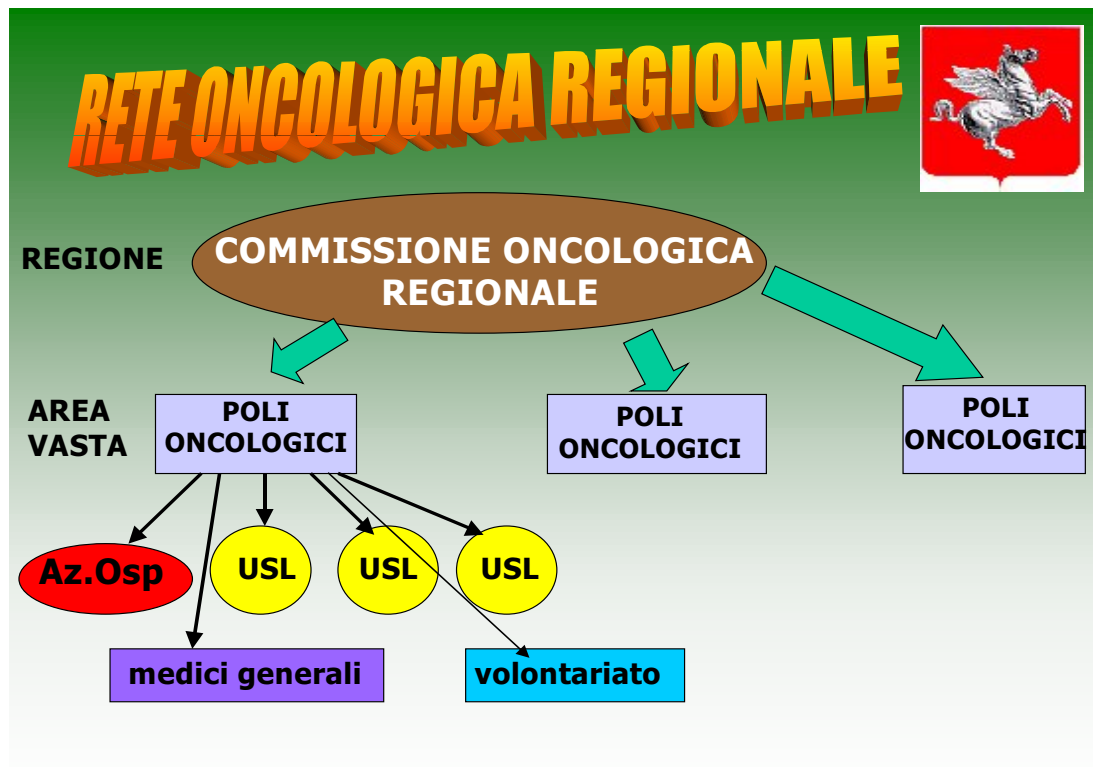 RETE ONCOLOGICA REGIONALE
REGIONE
COMMISSIONE ONCOLOGICA
REGIONALE
AREA
VASTA
POLI
ONCOLOGICI
POLI
ONCOLOGICI
POLI
ONCOLOGICI
Az.Osp
USL
USL
USL
medici generali
volontariato